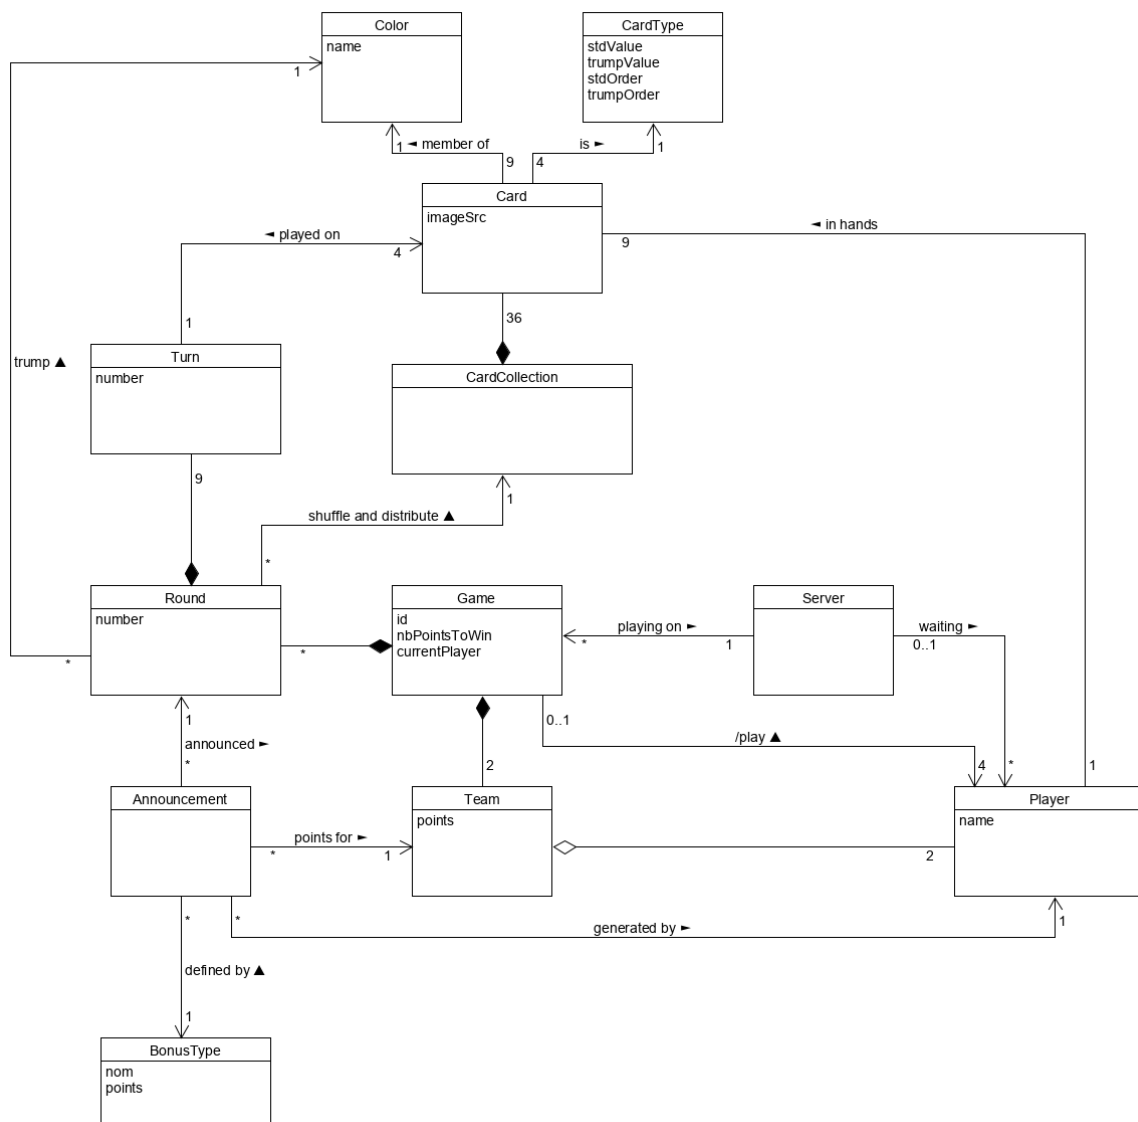 Color
name
CardType
stdValue
trumpValue
stdOrder
trumpOrder
1
1
◄ member of
is ►
1
9
4
Card
imageSrc
◄ played on
4
◄ in hands
9
1
36
trump ▲
Turn
number
CardCollection
9
1
shuffle and distribute ▲
*
Round
number
*
Game
id
nbPointsToWin
currentPlayer
*
Server
playing on ►
*
1
waiting ►
0..1
0..1
/play ▲
4
*
1
1
announced ►
*
2
Announcement
Team
points
Player
name
points for ►
*
1
2
*
*
generated by ►
1
defined by ▲
1
BonusType
nom
points